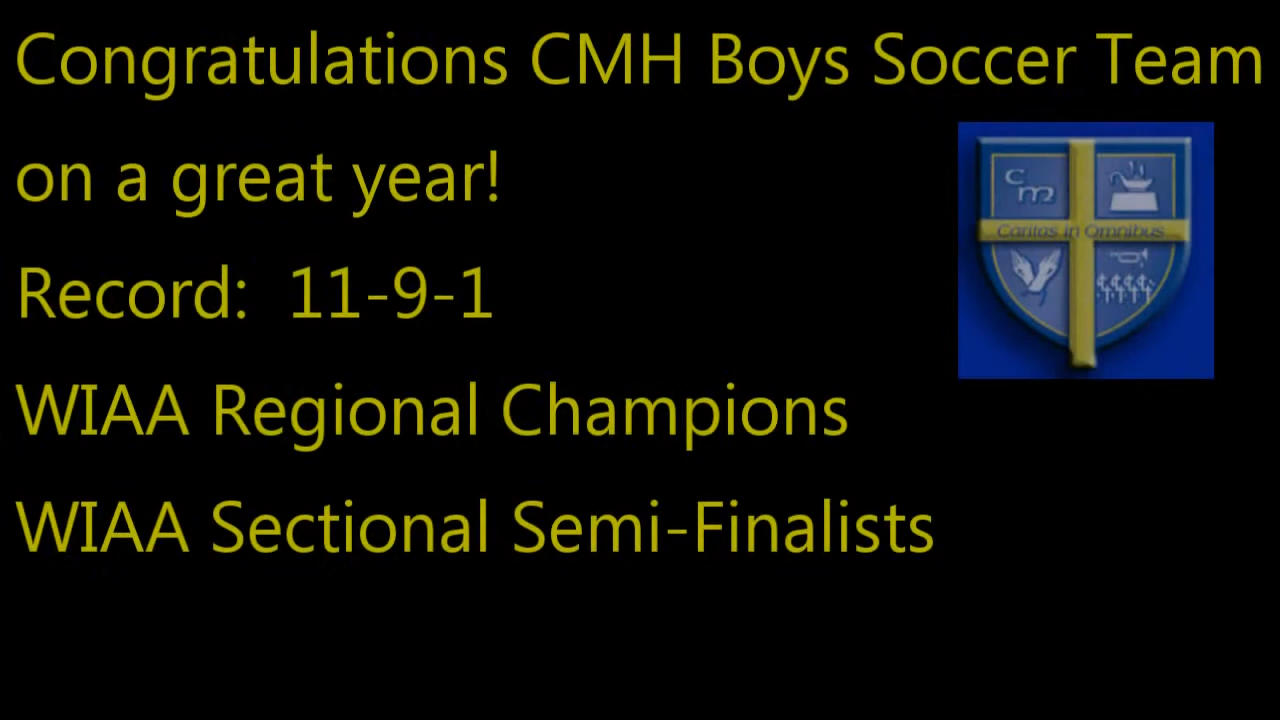 Congratulations CMH Boys Soccer Team
on a great year!
Record: 11-9-1
WIAA Regional Champions
WIAA Sectional Semi-Finalists
C
m
Caritas in Omnibus